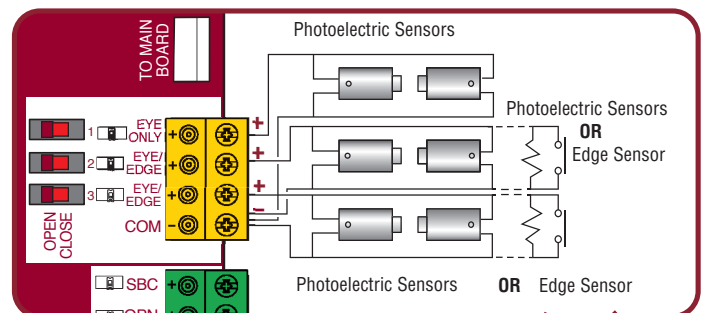 TO MAIN
BOARD
Photoelectric Sensors
Photoelectric Sensors
OR
Edge Sensor
1 EYE
ONLY + +
2 EYE/
EDGE + +
3 EYE/
EDGE + +
COM - -
OPEN
CLOSE
SBC +
Photoelectric Sensors OR Edge Sensor